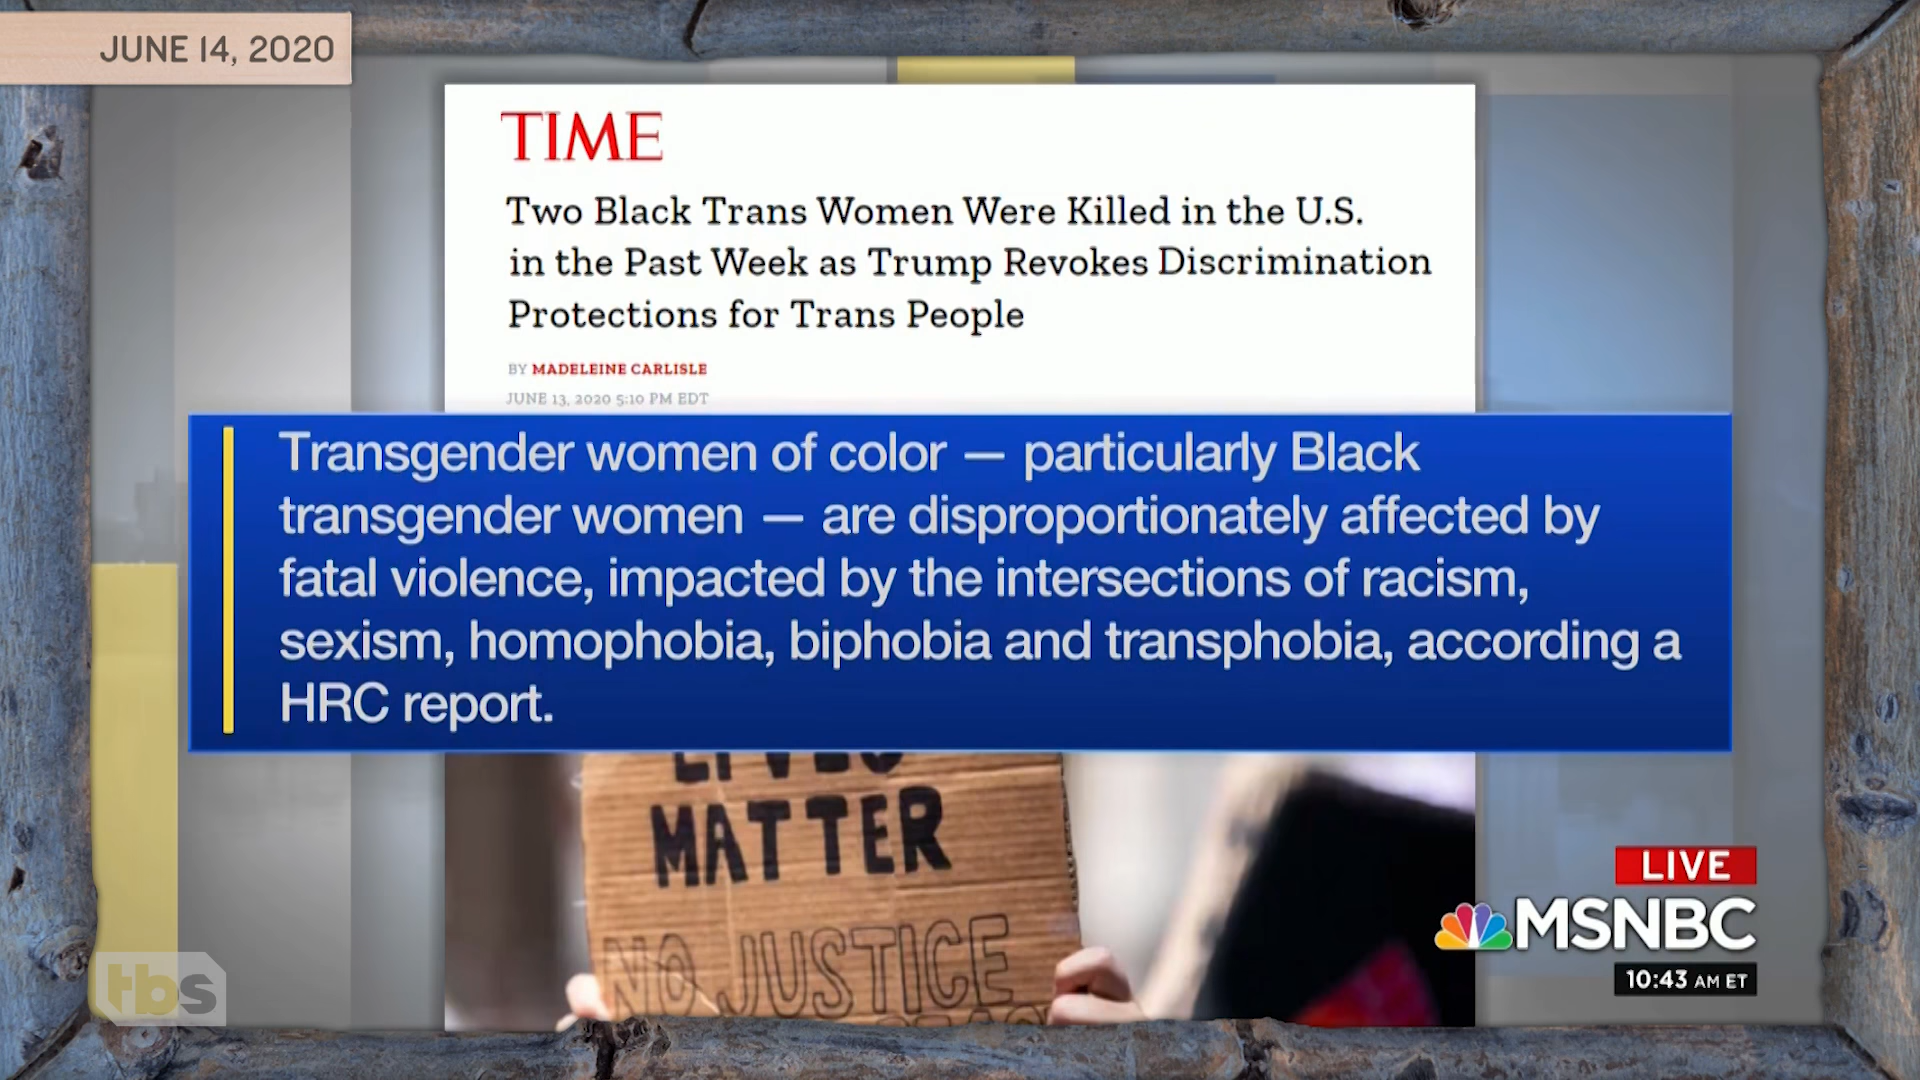 JUNE 14, 2020
TIME
Two Black Trans Women Were Killed in the U.S.
in the Past Week as Trump Revokes Discrimination
Protections for Trans People
BY MADELEINE CARLISLE
JUNE 13, 2020 5:10 PM EDT
Transgender women of color — particularly Black
transgender women — are disproportionately affected by
fatal violence, impacted by the intersections of racism,
sexism, homophobia, biphobia and transphobia, according a
HRC report.
LIVES
MATTER
NO JUSTICE
LIVE
MSNBC
10:43 AM ET
tbs